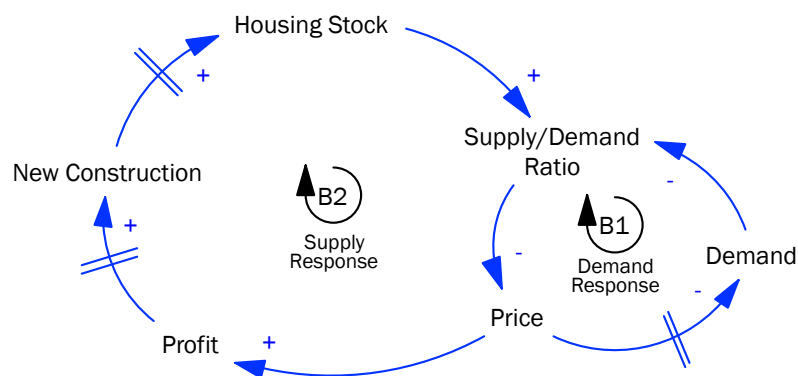 Housing Stock
+
+
Supply/Demand
Ratio
New Construction
-
B2
Supply
Response
B1
Demand
Response
+
Demand
-
-
Price
Profit
+